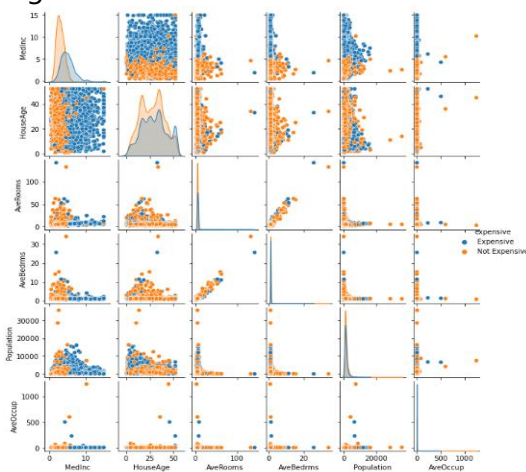 MedInc
15
10
5
0
HouseAge
40
20
0
AveRooms
100
50
0
AveBedrms
30
20
10
0
Population
30000
20000
10000
0
AveOccup
1000
500
0
0 10
MedInc
0 25 50
HouseAge
0 100
AveRooms
0 20
AveBedrms
0 20000
Population
0 500 1000
AveOccup
Expensive
Expensive
Not Expensive